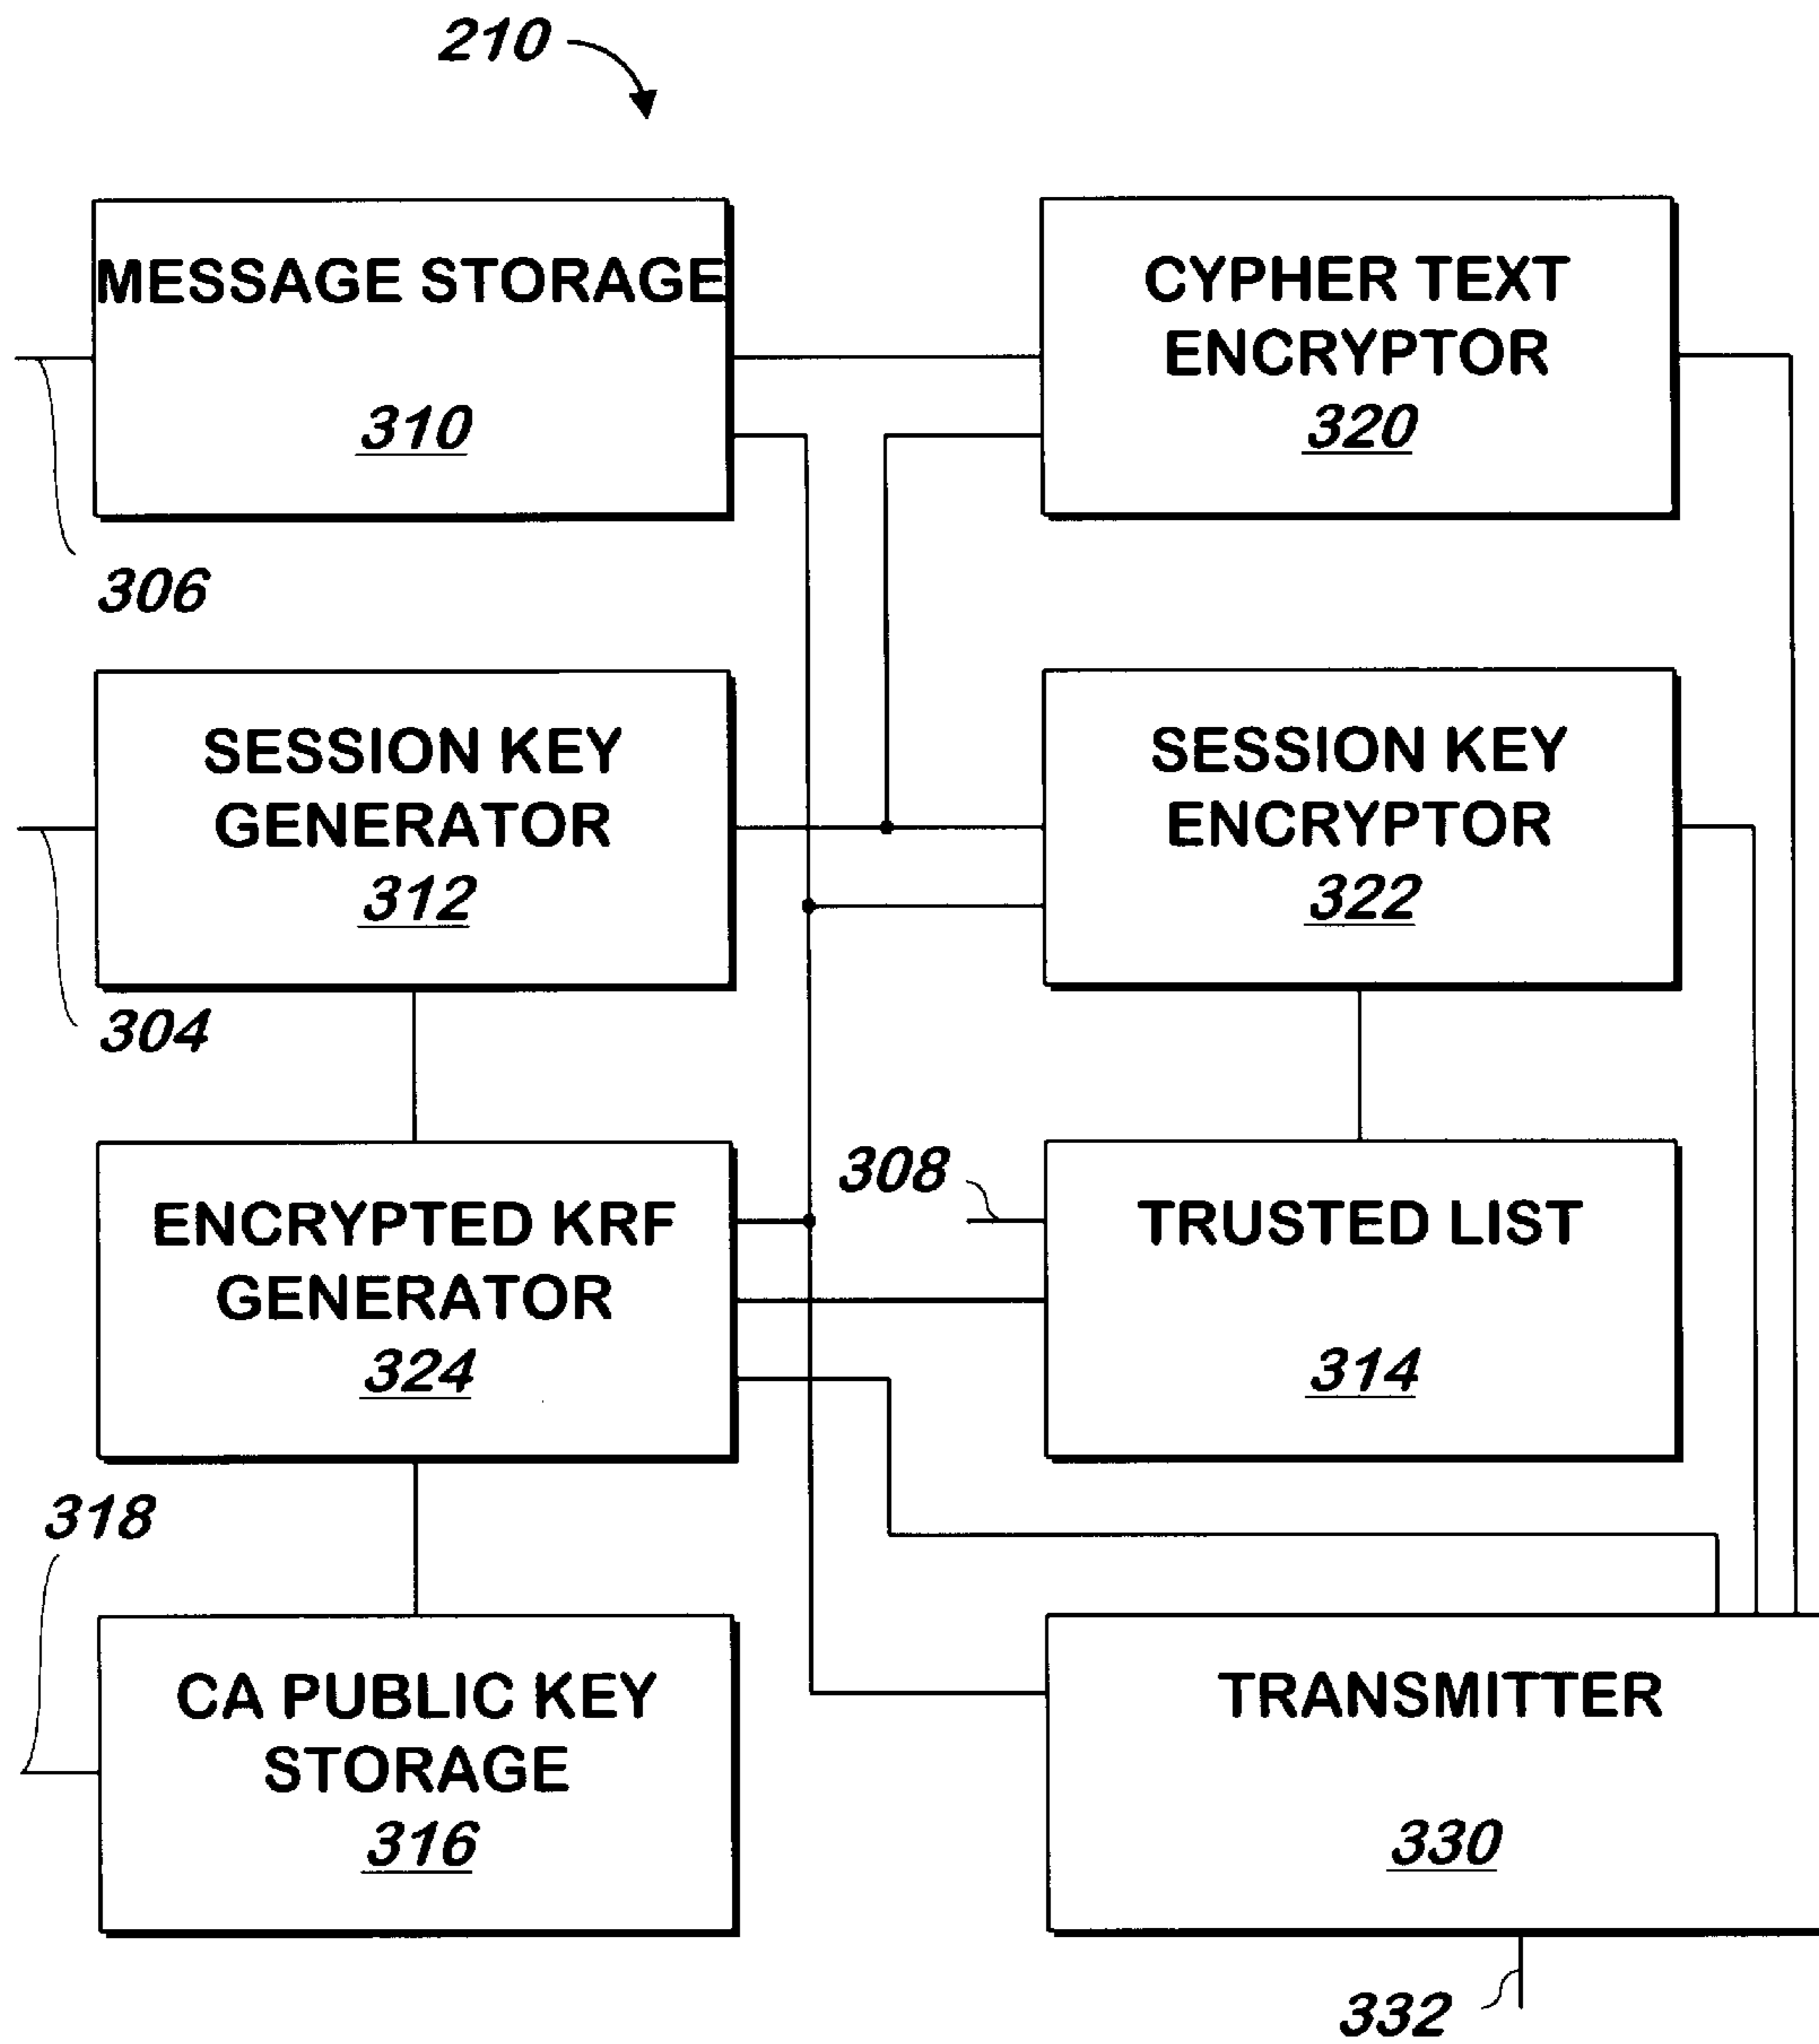 210
MESSAGE STORAGE
310
CYPHER TEXT
ENCRYPTOR
320
306
SESSION KEY
GENERATOR
312
SESSION KEY
ENCRYPTOR
322
304
ENCRYPTED KRF
GENERATOR
324
308
TRUSTED LIST
314
318
CA PUBLIC KEY
STORAGE
316
TRANSMITTER
330
332